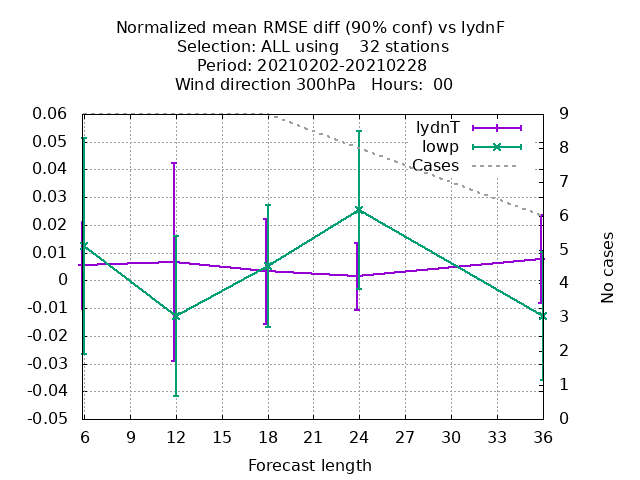 Normalized mean RMSE diff (90% conf) vs IydnF
Selection: ALL using    32 stations
Period: 20210202-20210228
Wind direction 300hPa   Hours:  00
0.06
0.05
0.04
0.03
0.02
0.01
0
-0.01
-0.02
-0.03
-0.04
-0.05
IydnT
Iowp
Cases
9
8
7
6
5
4
3
2
1
0
No cases
6 9 12 15 18 21 24 27 30 33 36
Forecast length